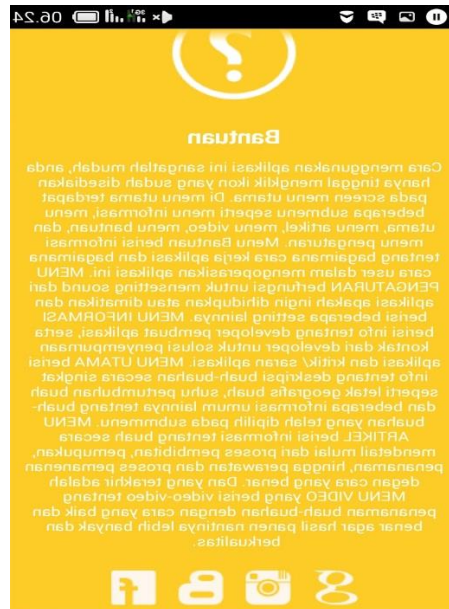 06.24
Bantuan
Cara menggunakan aplikasi ini sangatlah mudah, anda
hanya tinggal mengklik ikon yang sudah disediakan
pada screen menu utama. Di menu utama terdapat
beberapa submenu seperti menu informasi, menu
utama, menu artikel, menu video, menu bantuan, dan
menu pengaturan. Menu Bantuan berisi informasi
tentang bagaimana cara kerja aplikasi dan bagaimana
cara user dalam mengoperasikan aplikasi ini. MENU
PENGATURAN berfungsi untuk mensetting sound dari
aplikasi apakah ingin dihidupkan atau dimatikan dan
berisi beberapa setting lainnya. MENU INFORMASI
berisi info tentang developer pembuat aplikasi, serta
kontak dari developer untuk solusi penyempurnaan
aplikasi dan kritik/ saran aplikasi. MENU UTAMA berisi
info tentang deskripsi buah-buahan secara singkat
seperti letak geografis buah, suhu pertumbuhan buah
dan beberapa informasi umum lainnya tentang buah-
buahan yang telah dipilih pada submmenu, MENU
ARTIKEL berisi informasi tentang buah secara
mendetail mulai dari proses pembibitan, pemupukan,
penanaman, hingga perawatan dan proses pemanenan
degan cara yang benar. Dan yang terakhir adalah
MENU VIDEO yang berisi video-video tentang
penanaman buah-buahan dengan cara yang baik dan
benar agar hasil panen nantinya lebih banyak dan
berkualitas.